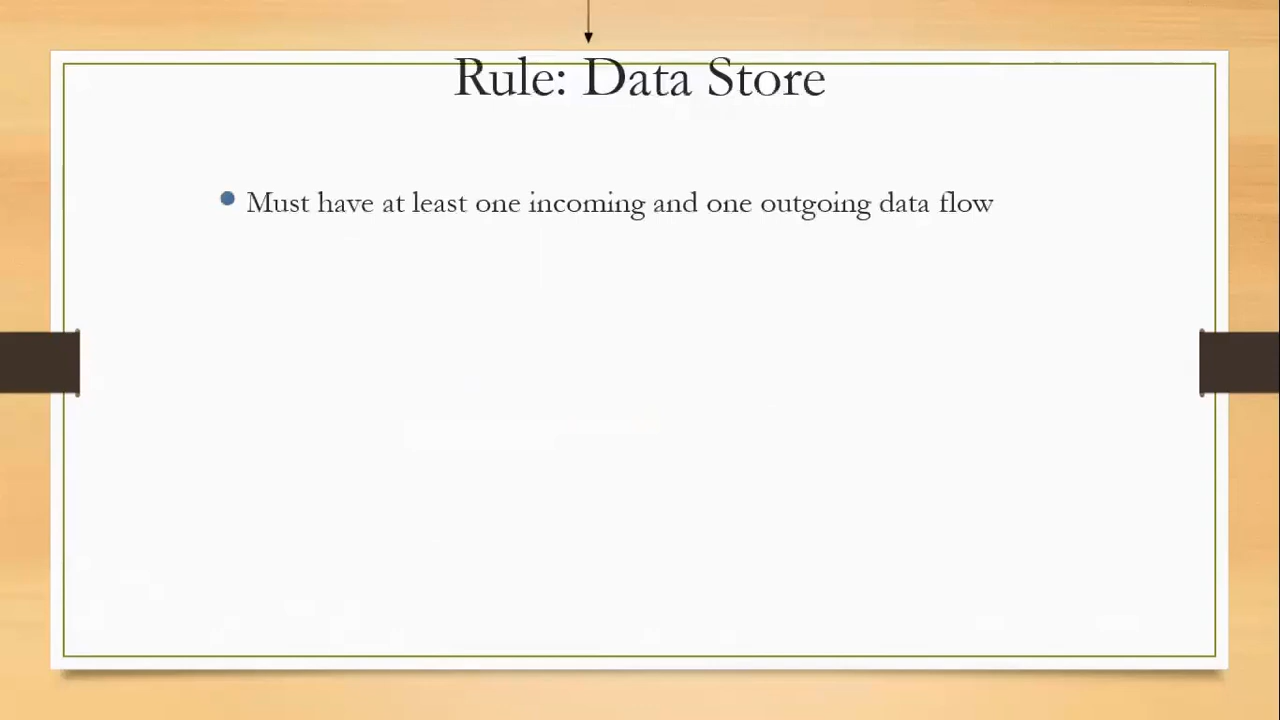 Rule: Data Store
Must have at least one incoming and one outgoing data flow